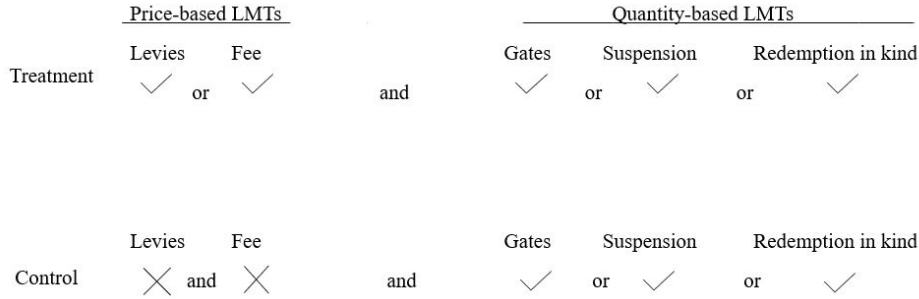 Price-based LMTs Quantity-based LMTs
Levies Fee Gates Suspension Redemption in kind
Treatment
or and or or
Levies Fee Gates Suspension Redemption in kind
Control and and or or